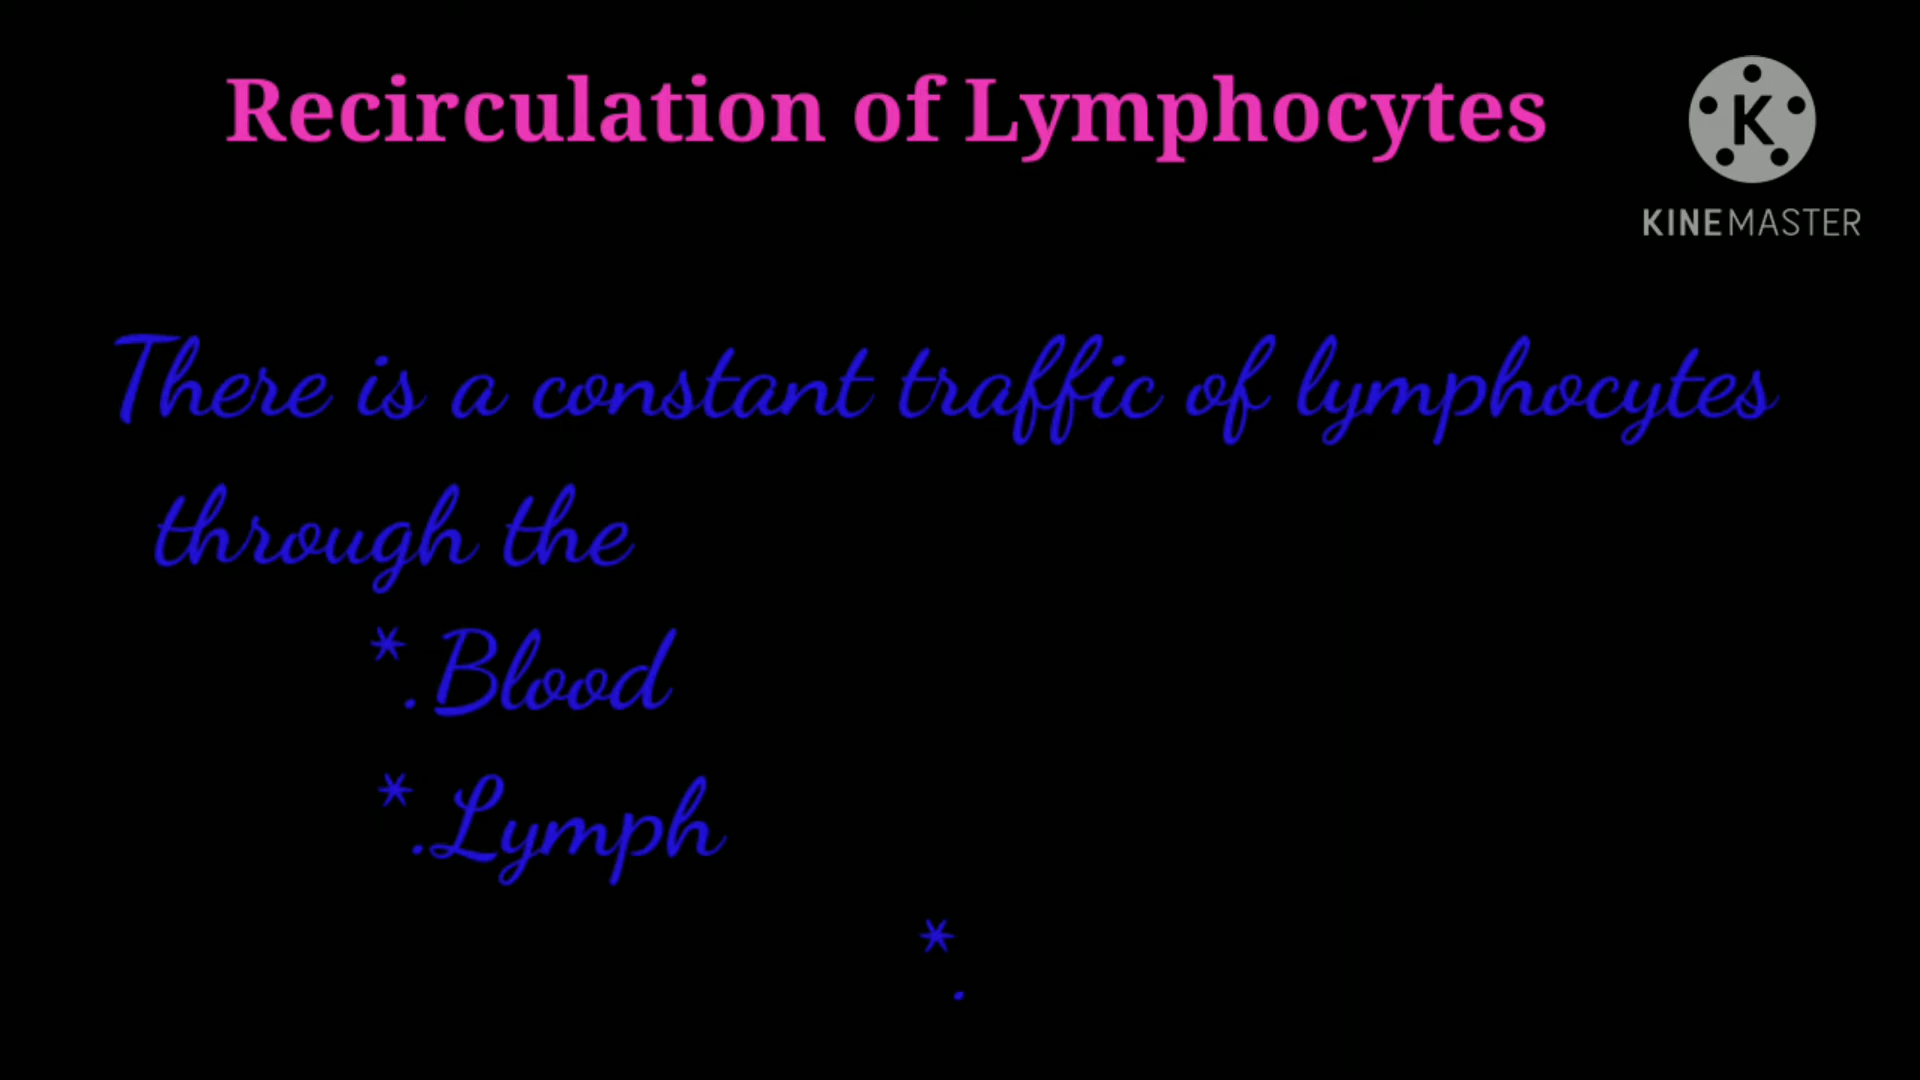 Recirculation of Lymphocytes
K
KINEMASTER
There is a constant traffic of lymphocytes
through the
*.Blood
*.Lymph
*.